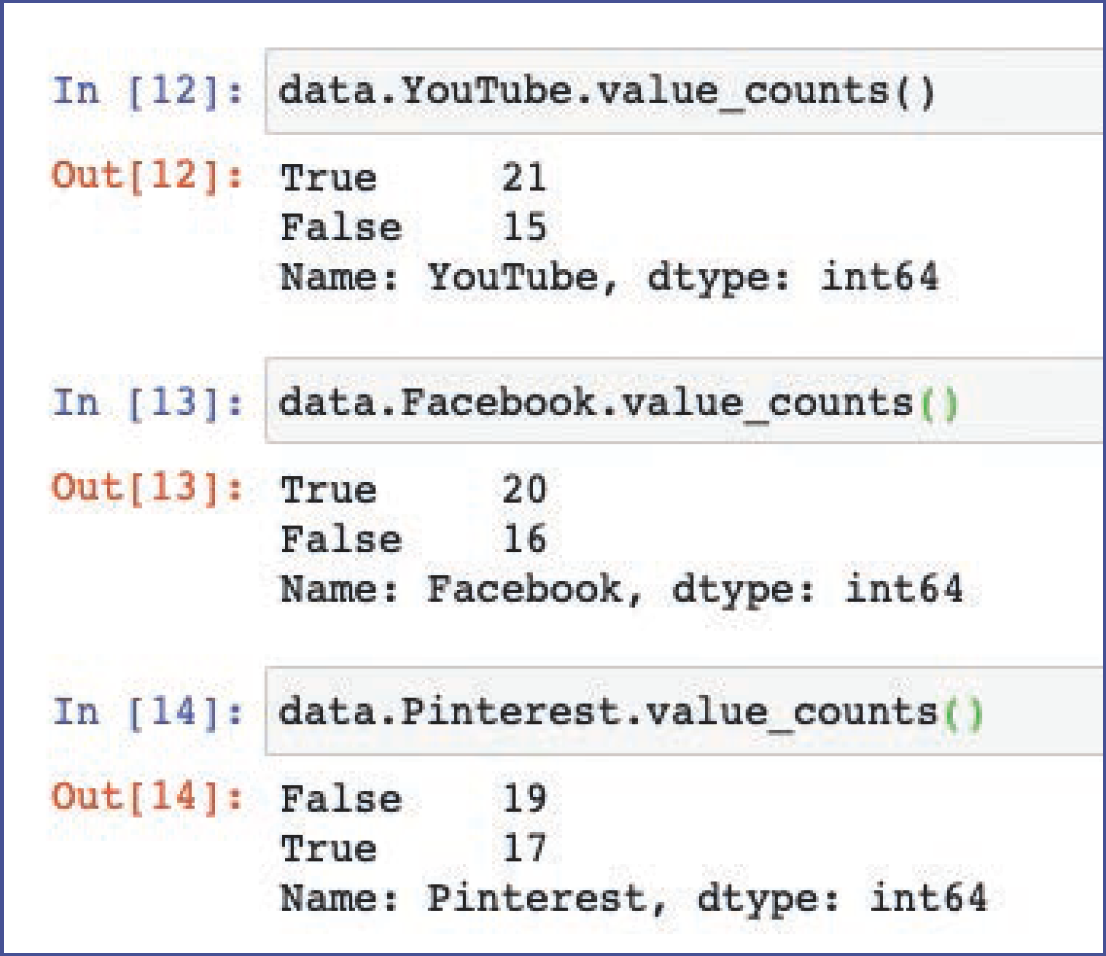 In [12]: data.YouTube.value_counts()
Out[12]: True 21
False 15
Name: YouTube, dtype: int64
In [13]: data.Facebook.value_counts()
Out[13]: True 20
False 16
Name: Facebook, dtype: int64
In [14]: data.Pinterest.value_counts()
Out[14]: False 19
True 17
Name: Pinterest, dtype: int64